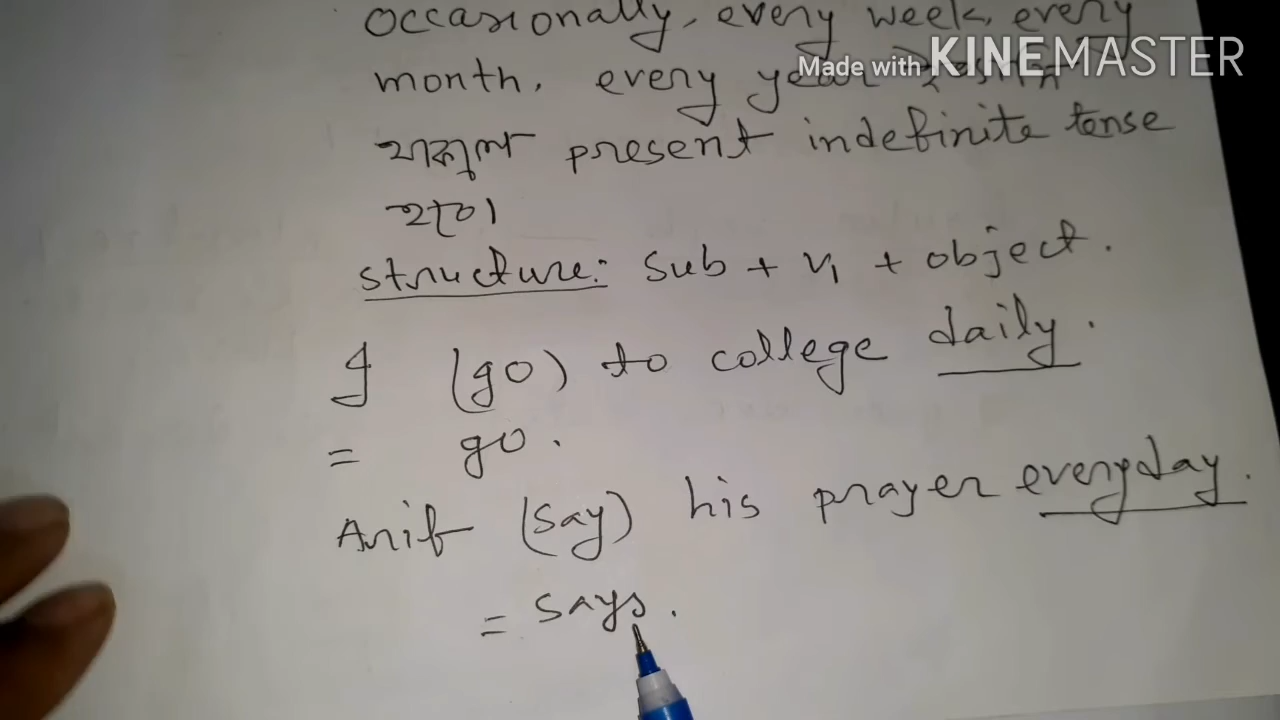 occasionally, every week, every
Made with KINEMASTER
month, every year
থাকলে present indefinite tense
হবে।
structure: sub + v1 + object.
I (go) to college daily.
= go.
Arif (say) his prayer everyday.
= says.